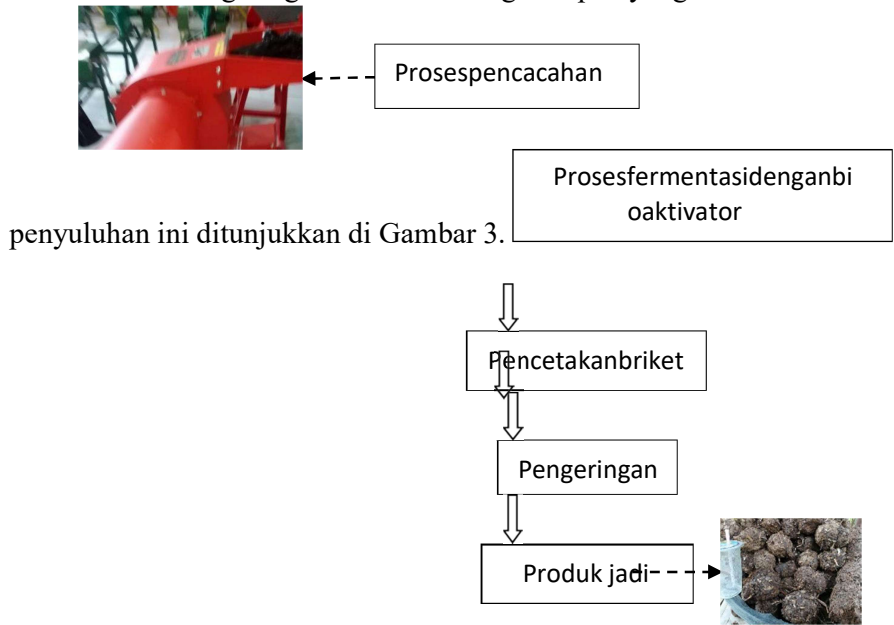 Prosespencacahan
Prosesfermentasidenganbi
oaktivator
penyuluhan ini ditunjukkan di Gambar 3.
Pencetakanbriket
Pengeringan
Produk jadi